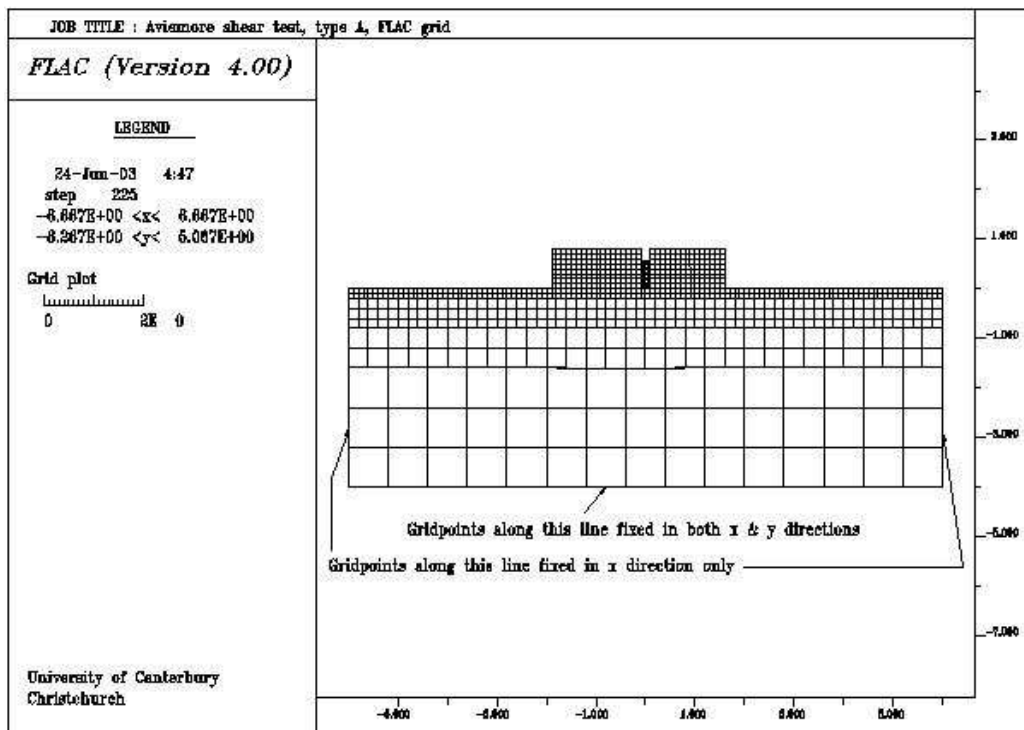 JOB TITLE : Aviemore shear test, type A, FLAC grid
FLAC (Version 4.00)
LEGEND
24-Jun-03 4:47
step 225
-6.667E+00 <x< 6.667E+00
-8.267E+00 <y< 5.067E+00
Grid plot
0 2E 0
1.000
-1.000
-3.000
-5.000
-7.000
Gridpoints along this line fixed in both x & y directions
Gridpoints along this line fixed in x direction only
University of Canterbury
Christchurch
-1.000 1.000 5.000